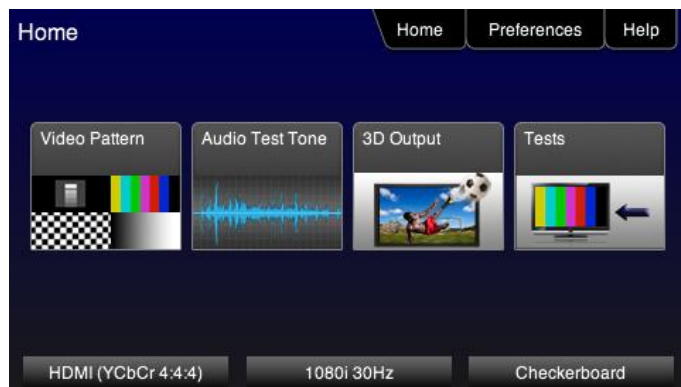 Home
Home
Preferences
Help
Video Pattern
Audio Test Tone
3D Output
Tests
HDMI (YCbCr 4:4:4)
1080i 30Hz
Checkerboard